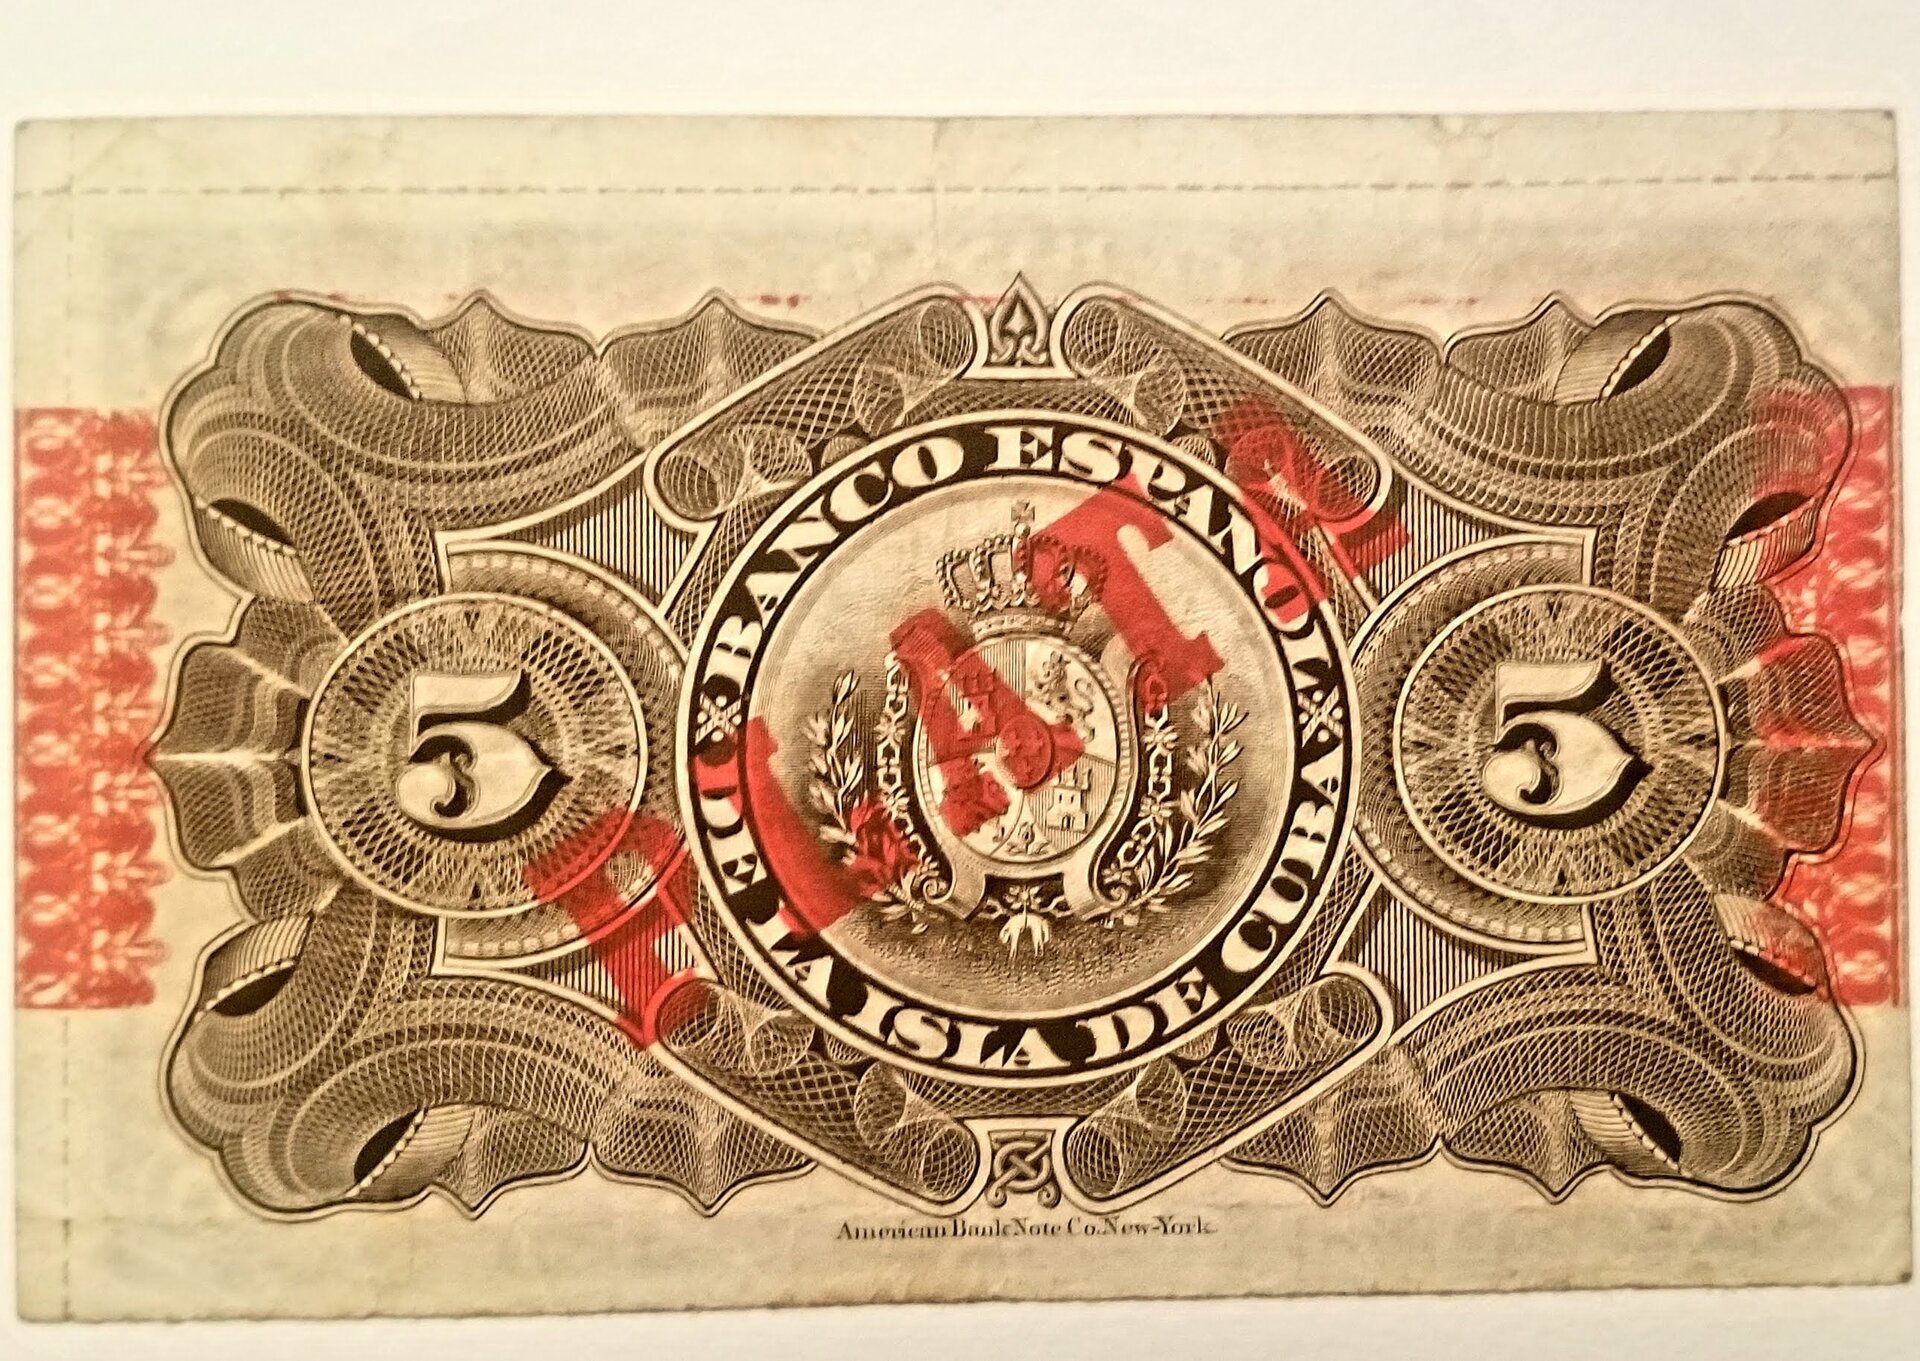 BANCO ESPAÑOL
DE LA ISLA DE CUBA
5
5
PLATA
American Bank Note Co. New-York.